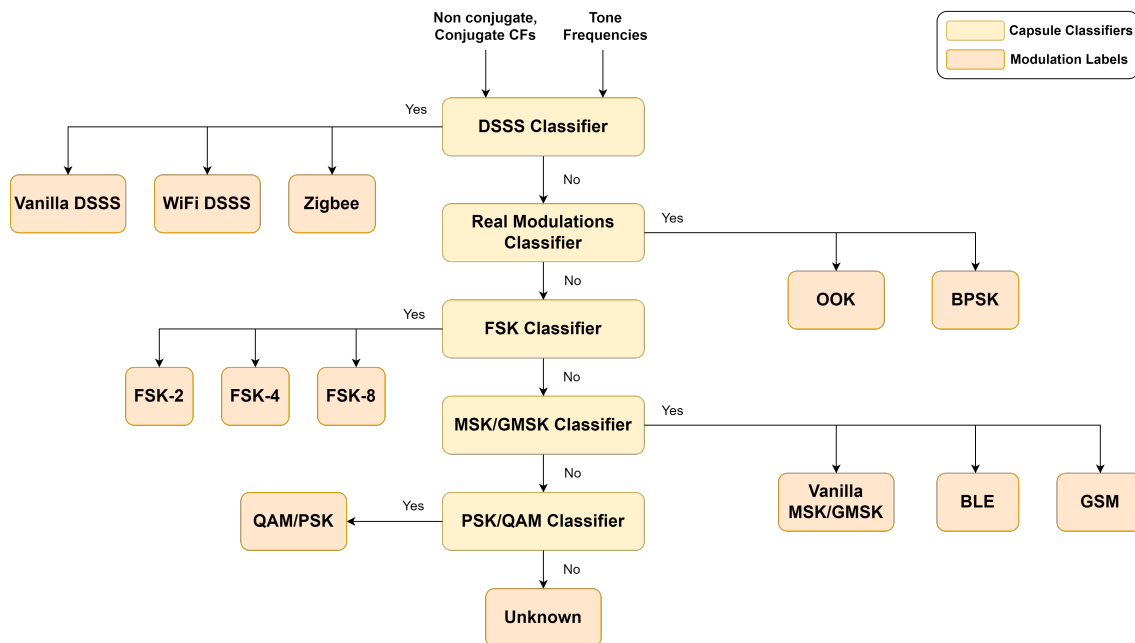 Non conjugate,
Conjugate CFs
Tone
Frequencies
Capsule Classifiers
Modulation Labels
Yes
DSSS Classifier
No
Vanilla DSSS
WiFi DSSS
Zigbee
Real Modulations
Classifier
Yes
No
OOK
BPSK
Yes
FSK Classifier
No
FSK-2
FSK-4
FSK-8
MSK/GMSK Classifier
Yes
No
Vanilla
MSK/GMSK
BLE
GSM
QAM/PSK
Yes
PSK/QAM Classifier
No
Unknown